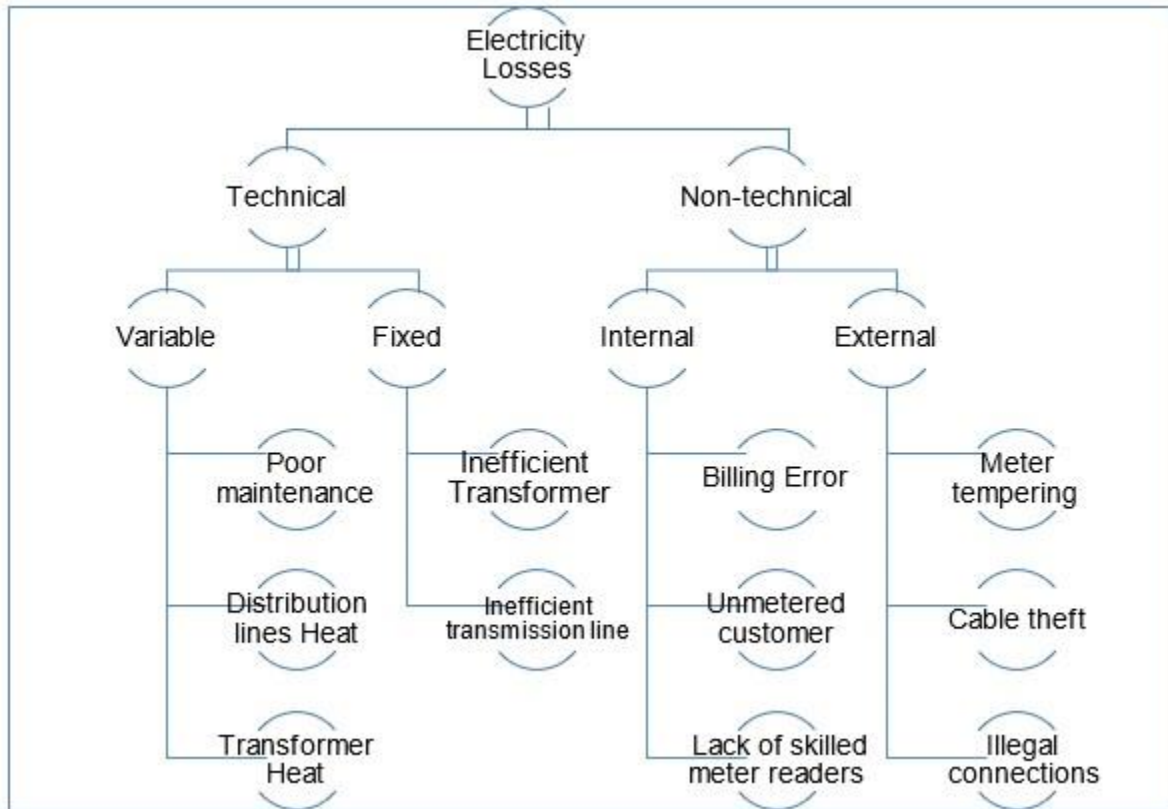 Electricity
Losses
Technical
Non-technical
Variable
Fixed
Internal
External
Poor
maintenance
Inefficient
Transformer
Billing Error
Meter
tempering
Distribution
lines Heat
Inefficient
transmission line
Unmetered
customer
Cable theft
Transformer
Heat
Lack of skilled
meter readers
Illegal
connections